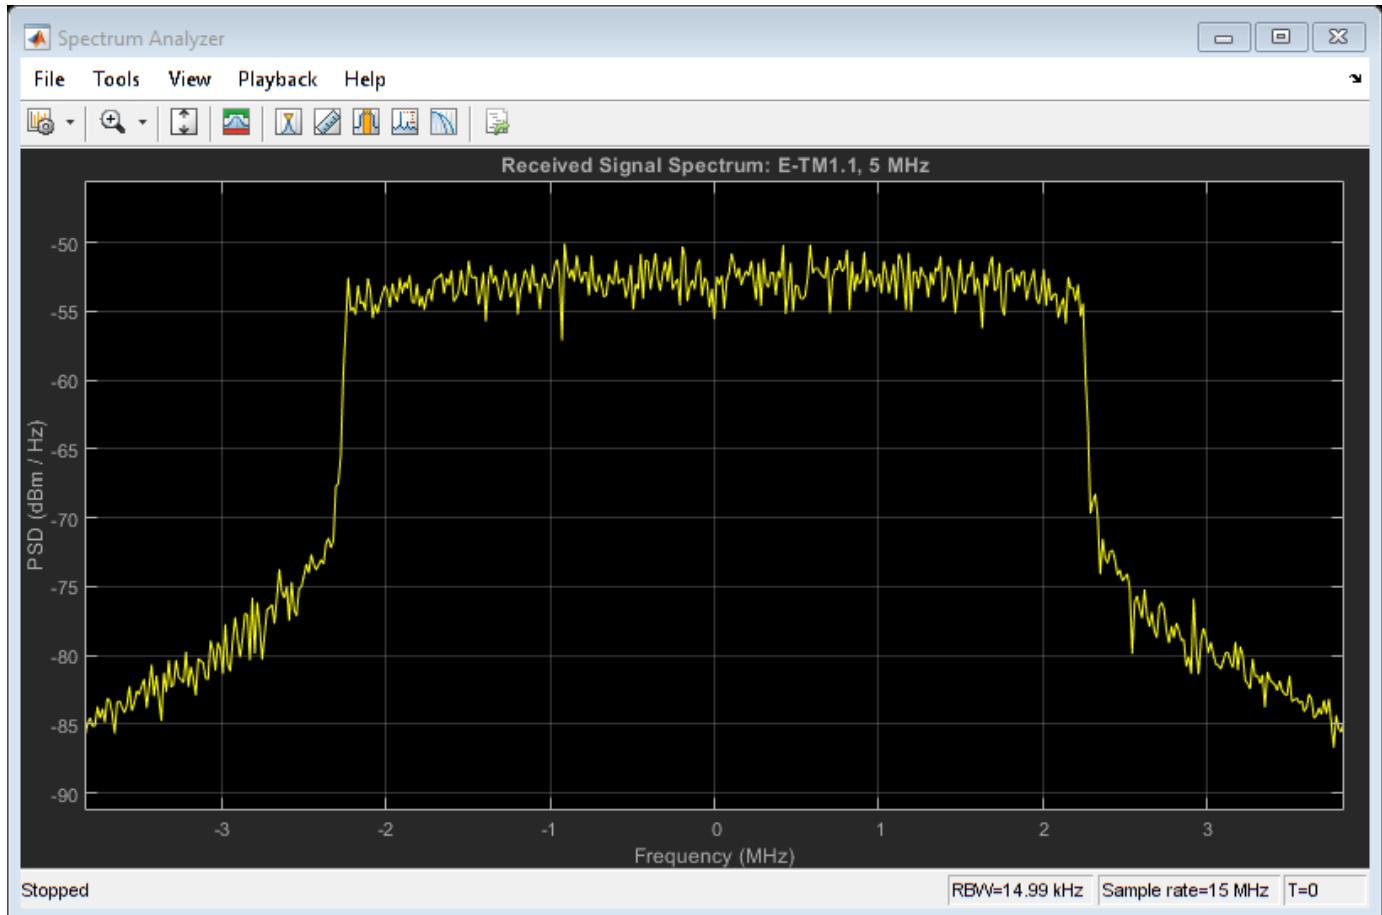 Spectrum Analyzer
File Tools View Playback Help
Received Signal Spectrum: E-TM1.1, 5 MHz
PSD (dBm / Hz)
-50
-55
-60
-65
-70
-75
-80
-85
-90
-3 -2 -1 0 1 2 3
Frequency (MHz)
Stopped RBW=14.99 kHz Sample rate=15 MHz T=0